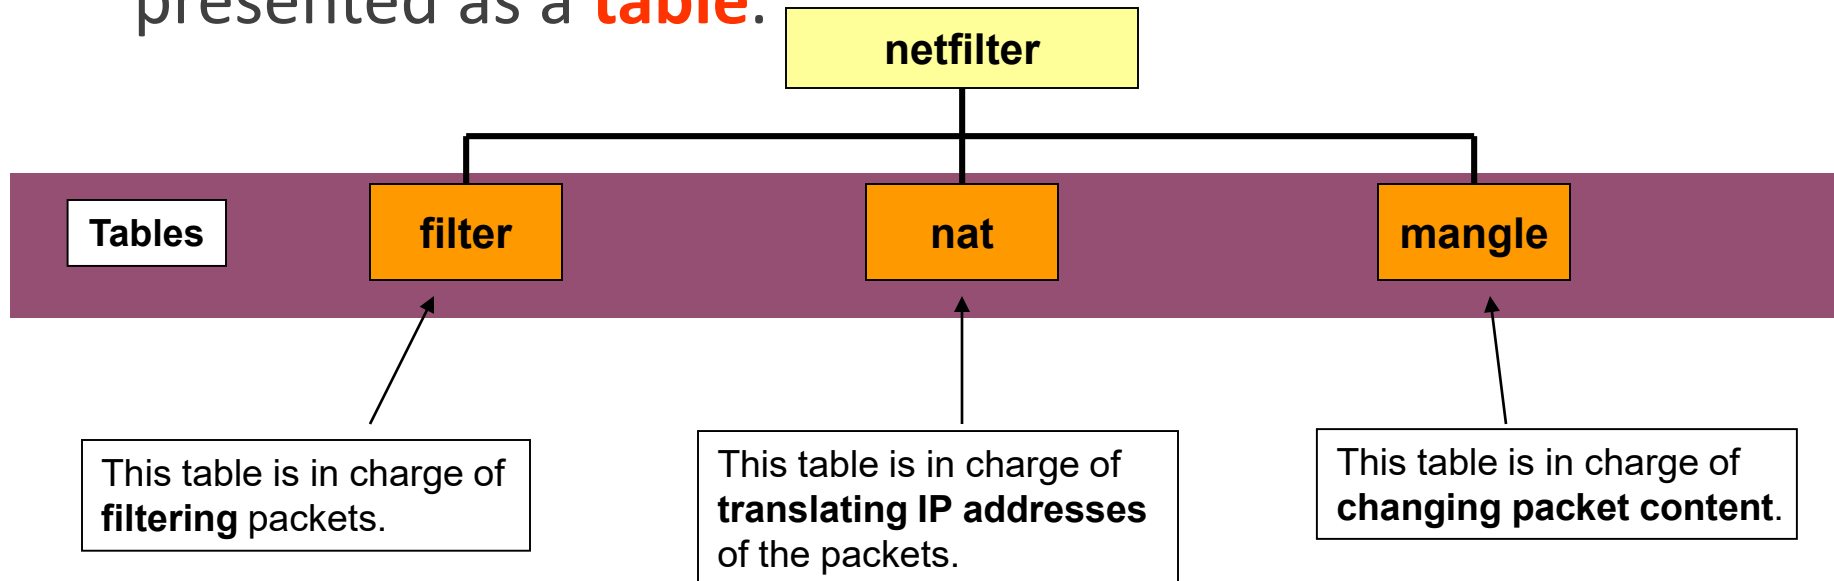 presented as a table.
netfilter
Tables
filter
nat
mangle
This table is in charge of
filtering packets.
This table is in charge of
translating IP addresses
of the packets.
This table is in charge of
changing packet content.